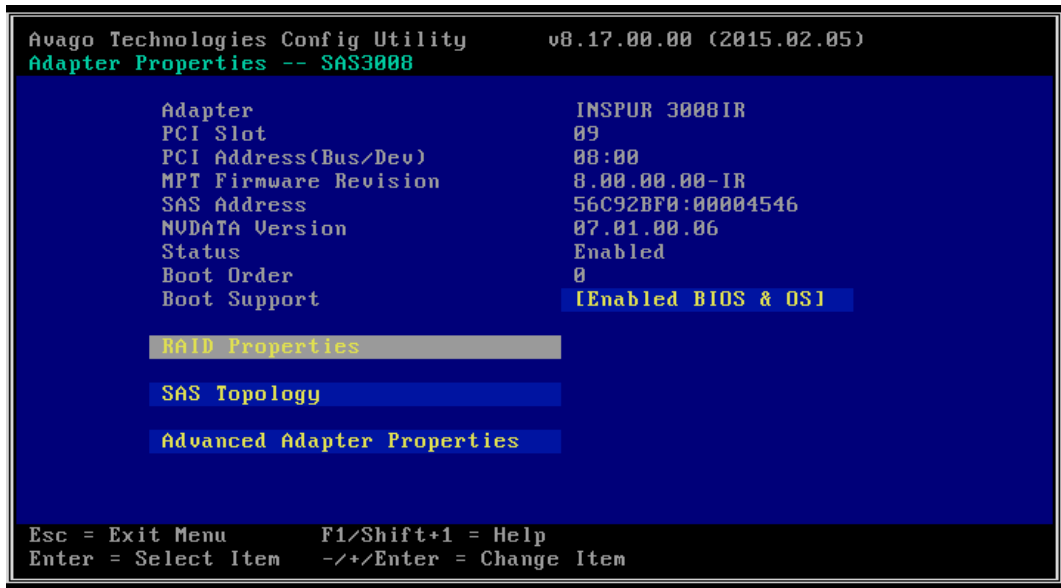 Avago Technologies Config Utility v8.17.00.00 (2015.02.05)
Adapter Properties -- SAS3008
Adapter INSPUR 3008IR
PCI Slot 09
PCI Address(Bus/Dev) 08:00
MPT Firmware Revision 8.00.00.00-IR
SAS Address 56C92BF0:00004546
NVDATA Version 07.01.00.06
Status Enabled
Boot Order 0
Boot Support [Enabled BIOS & OS]
RAID Properties
SAS Topology
Advanced Adapter Properties
Esc = Exit Menu F1/Shift+1 = Help
Enter = Select Item -/+/Enter = Change Item